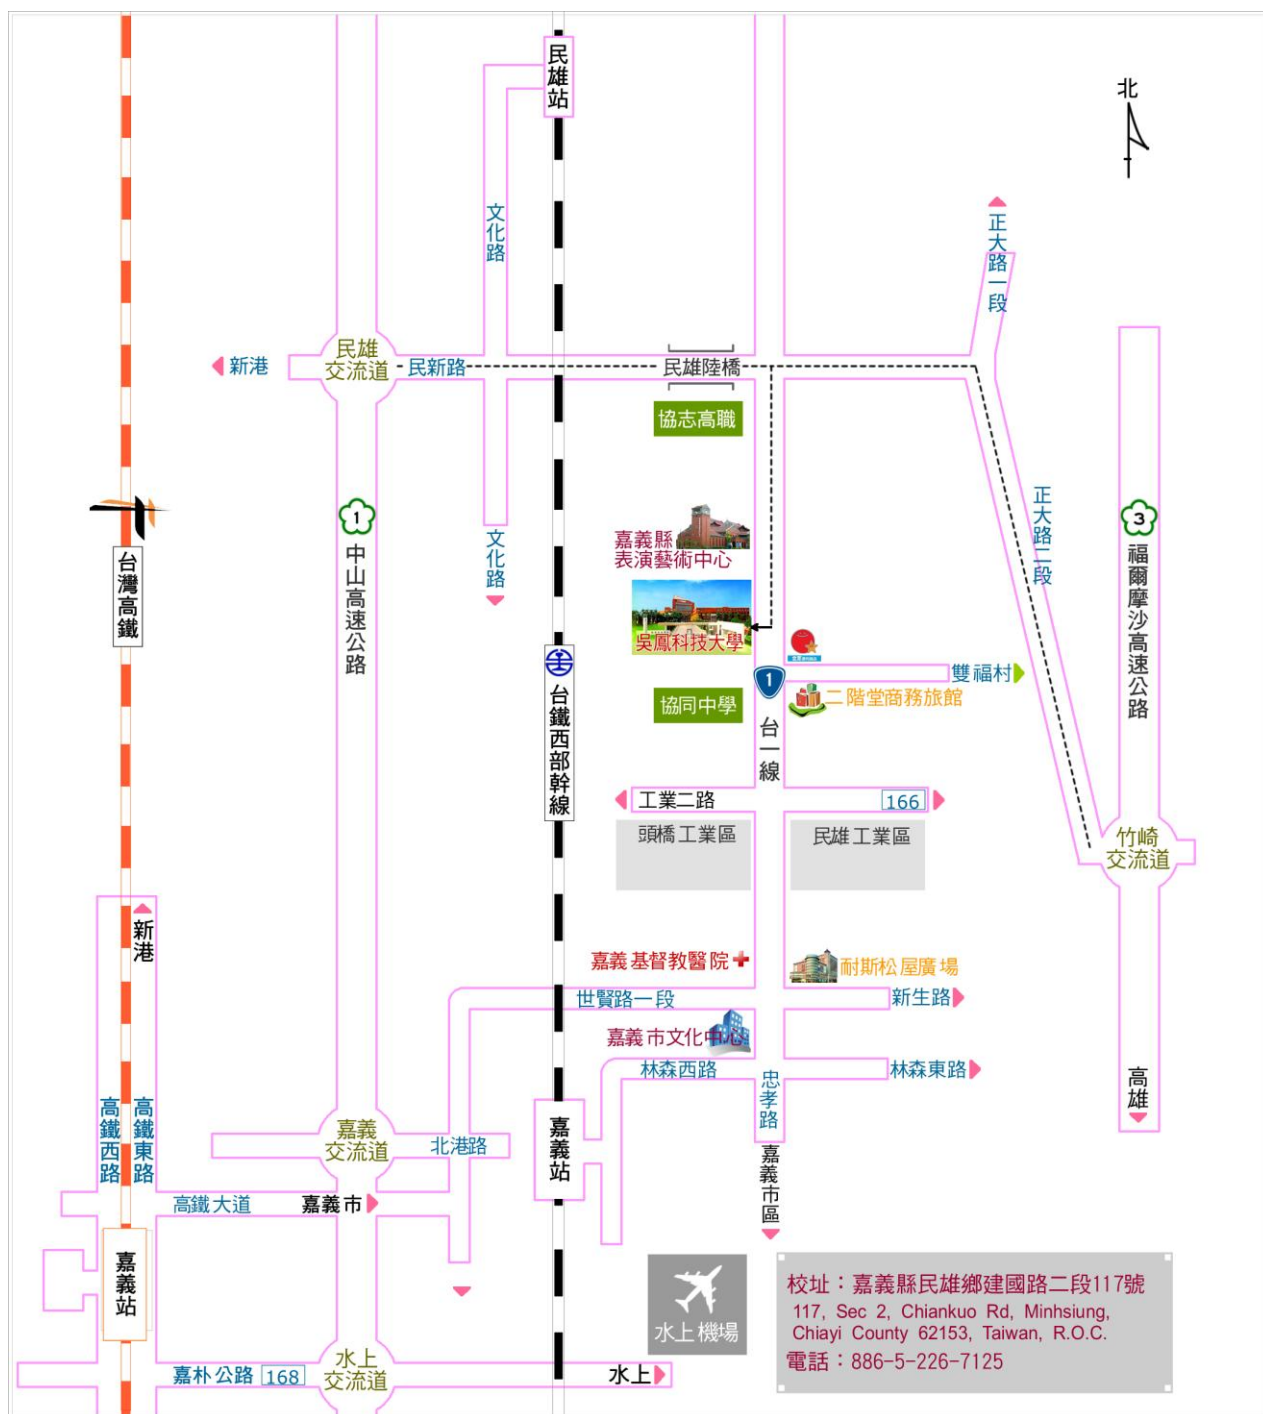 民雄站
北
文化路
正大路一段
新港
民雄
交流道
民新路
民雄陸橋
協志高職
正大路二段
1
中山高速公路
3
福爾摩沙高速公路
嘉義縣
表演藝術中心
文化路
台灣高鐵
吳鳳科技大學
雙福村
1
台一線
二階堂商務旅館
協同中學
台鐵西部幹線
工業二路
166
頭橋工業區
民雄工業區
竹崎
交流道
新港
嘉義基督教醫院
耐斯松屋廣場
世賢路一段
新生路
嘉義市文化中心
林森西路
忠孝路
林森東路
高雄
高鐵西路
高鐵東路
嘉義
交流道
北港路
嘉義站
嘉義市區
高鐵大道
嘉義市
嘉義站
水上機場
校址：嘉義縣民雄鄉建國路二段117號
117, Sec 2, Chiankuo Rd, Minhsiung,
Chiayi County 62153, Taiwan, R.O.C.
電話：886-5-226-7125
嘉朴公路
168
水上
交流道
水上